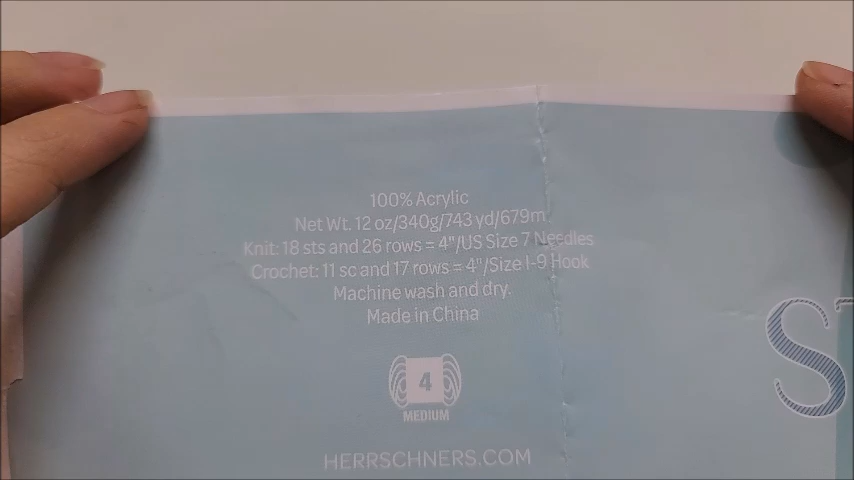 100% Acrylic
Net Wt. 12 oz/340g/743 yd/679m
Knit: 18 sts and 26 rows = 4"/US Size 7 Needles
Crochet: 11 sc and 17 rows = 4"/Size I-9 Hook
Machine wash and dry.
Made in China
4
MEDIUM
HERRSCHNERS.COM